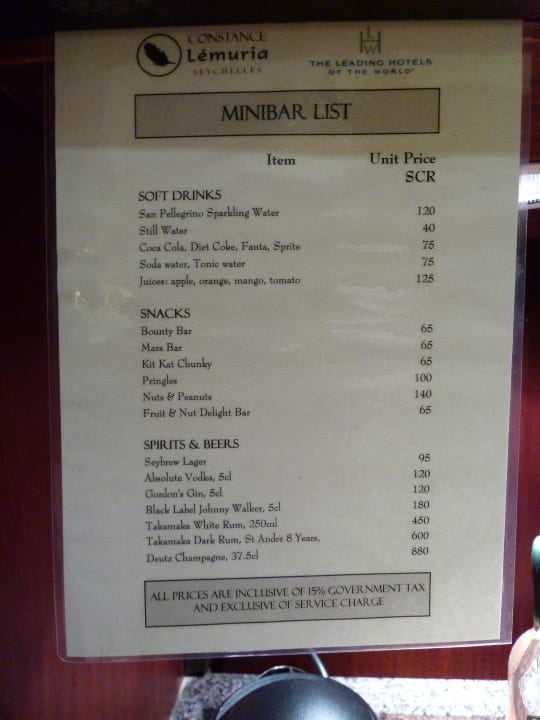 CONSTANCE
Lémuria
SEYCHELLES
LHW
THE LEADING HOTELS
OF THE WORLD®
MINIBAR LIST
Item Unit Price
SCR
SOFT DRINKS
San Pellegrino Sparkling Water 120
Still Water 40
Coca Cola, Diet Coke, Fanta, Sprite 75
Soda water, Tonic water 75
Juices: apple, orange, mango, tomato 125
SNACKS
Bounty Bar 65
Mars Bar 65
Kit Kat Chunky 65
Pringles 100
Nuts & Peanuts 140
Fruit & Nut Delight Bar 65
SPIRITS & BEERS
Seybrew Lager 95
Absolute Vodka, 5cl 120
Gordon's Gin, 5cl 120
Black Label Johnny Walker, 5cl 180
Takamaka White Rum, 250ml 450
Takamaka Dark Rum, St Andre 8 Years, 600
Deutz Champagne, 37.5cl 880
ALL PRICES ARE INCLUSIVE OF 15% GOVERNMENT TAX
AND EXCLUSIVE OF SERVICE CHARGE